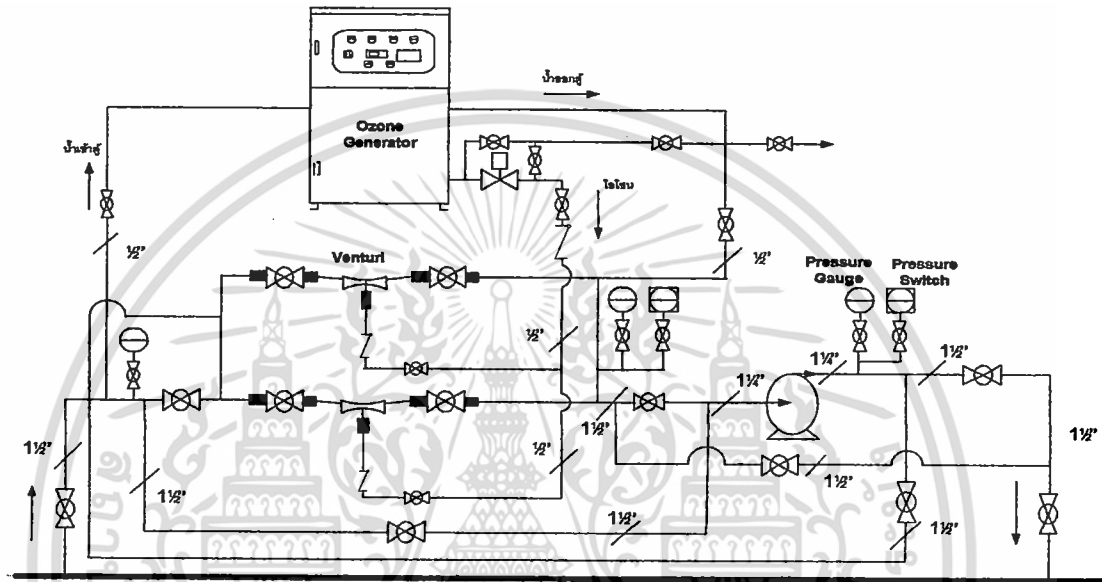 น้ำออกตู้
Ozone
Generator
น้ำเข้าตู้
โอโซน
½"
Venturi
½"
Pressure
Gauge
Pressure
Switch
½"
1¼"
1½"
1¼"
1½"
1½"
1½"
½"
1½"
1½"
1½"
1½"